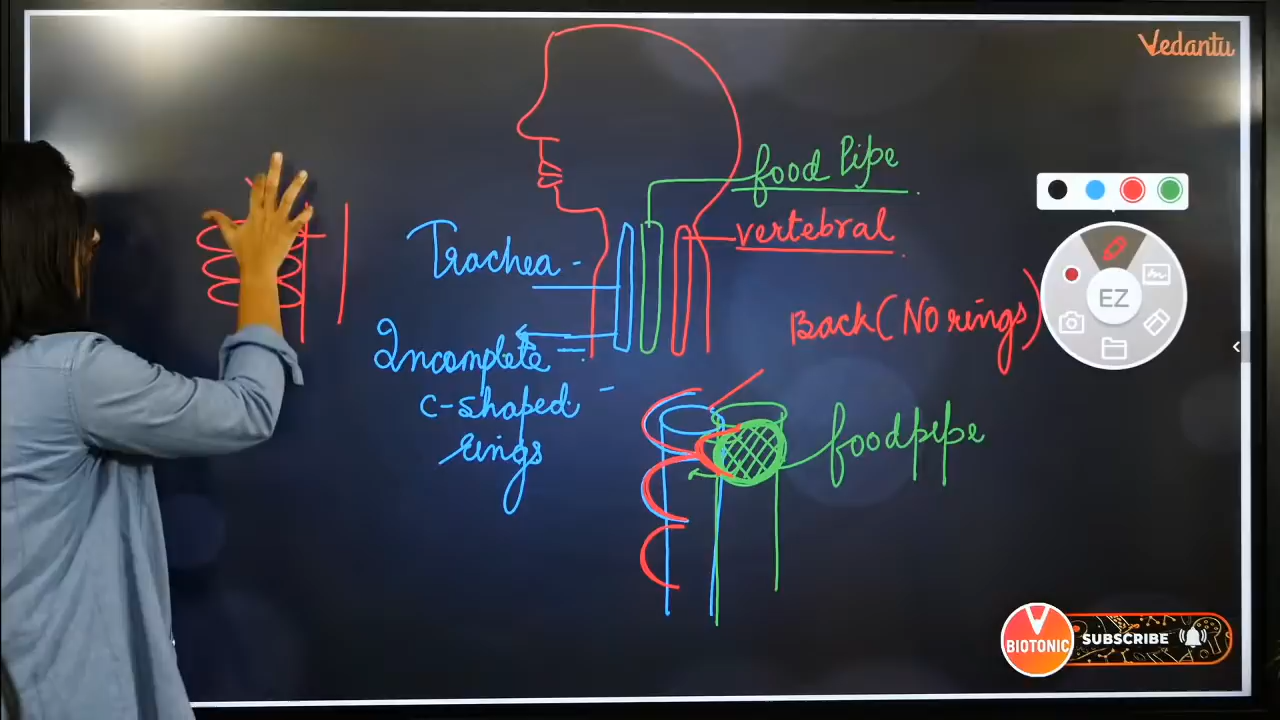 Vedantu
food Pipe
vertebral
Trachea
Back (No rings)
EZ
Incomplete
C-shaped
rings
foodpipe
BIOTONIC
SUBSCRIBE